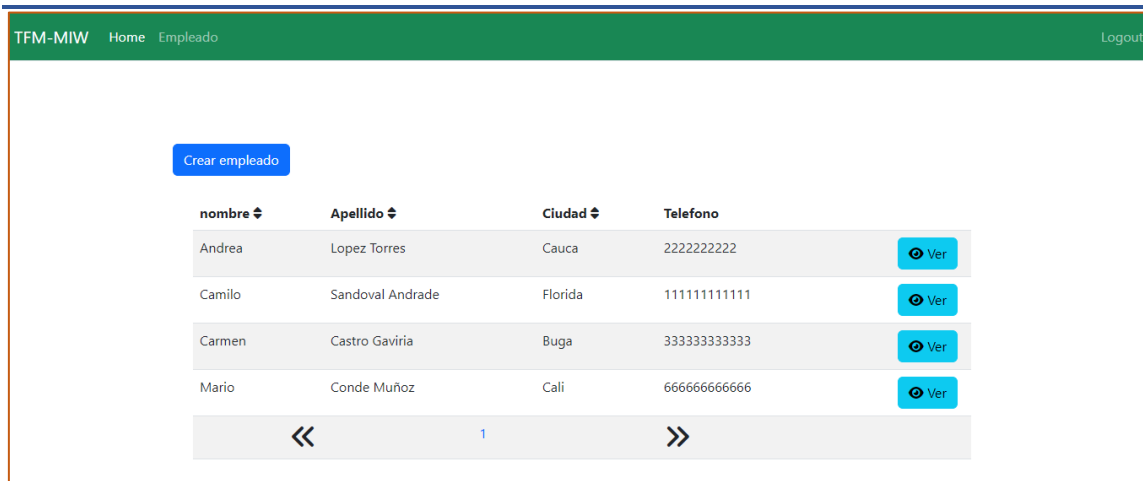 TFM-MIW Home Empleado Logout
Crear empleado
nombre Apellido Ciudad Telefono
Andrea Lopez Torres Cauca 2222222222 Ver
Camilo Sandoval Andrade Florida 111111111111 Ver
Carmen Castro Gaviria Buga 333333333333 Ver
Mario Conde Muñoz Cali 666666666666 Ver
1